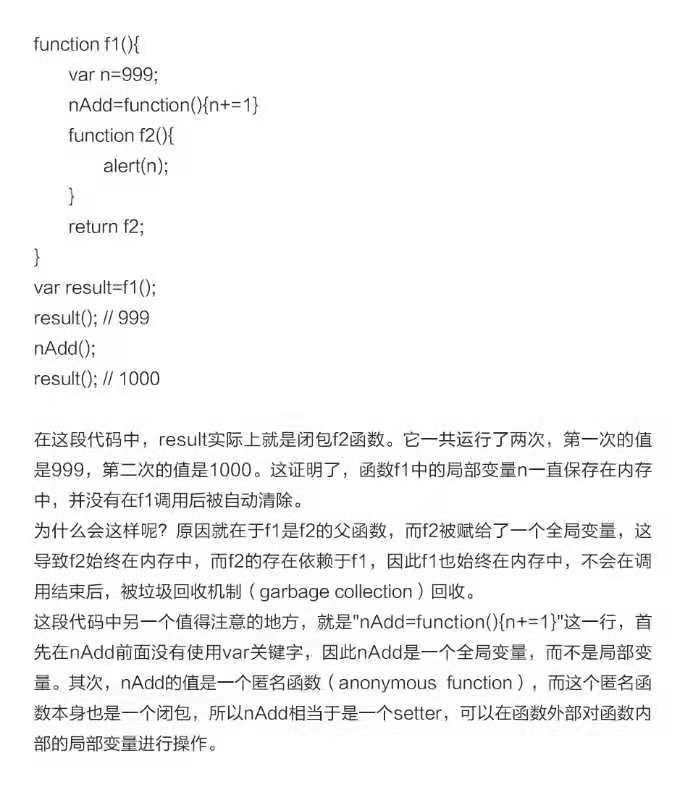 function f1(){
var n=999;
nAdd=function(){n+=1}
function f2(){
alert(n);
}
return f2;
}
var result=f1();
result(); // 999
nAdd();
result(); // 1000
在这段代码中，result实际上就是闭包f2函数。它一共运行了两次，第一次的值
是999，第二次的值是1000。这证明了，函数f1中的局部变量n一直保存在内存
中，并没有在f1调用后被自动清除。
为什么会这样呢？原因就在于f1是f2的父函数，而f2被赋给了一个全局变量，这
导致f2始终在内存中，而f2的存在依赖于f1，因此f1也始终在内存中，不会在调
用结束后，被垃圾回收机制（garbage collection）回收。
这段代码中另一个值得注意的地方，就是"nAdd=function(){n+=1}"这一行，首
先在nAdd前面没有使用var关键字，因此nAdd是一个全局变量，而不是局部变
量。其次，nAdd的值是一个匿名函数（anonymous function），而这个匿名函
数本身也是一个闭包，所以nAdd相当于是一个setter，可以在函数外部对函数内
部的局部变量进行操作。